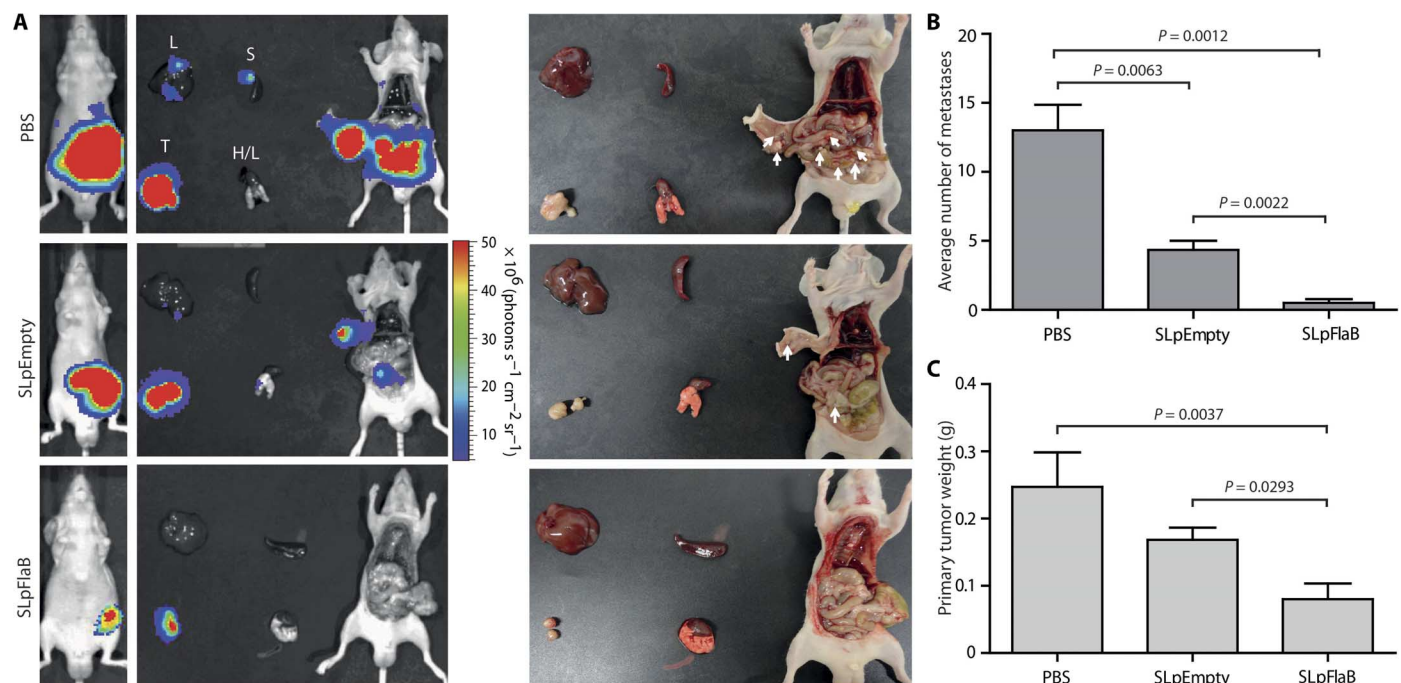 A
PBS
L
S
T
H/L
SLpEmpty
50
40
30
20
10
× 10⁶ (photons s⁻¹ cm⁻² sr⁻¹)
SLpFlaB
B
Average number of metastases
20
15
10
5
0
P = 0.0012
P = 0.0063
P = 0.0022
PBS
SLpEmpty
SLpFlaB
C
Primary tumor weight (g)
0.4
0.3
0.2
0.1
0
P = 0.0037
P = 0.0293
PBS
SLpEmpty
SLpFlaB